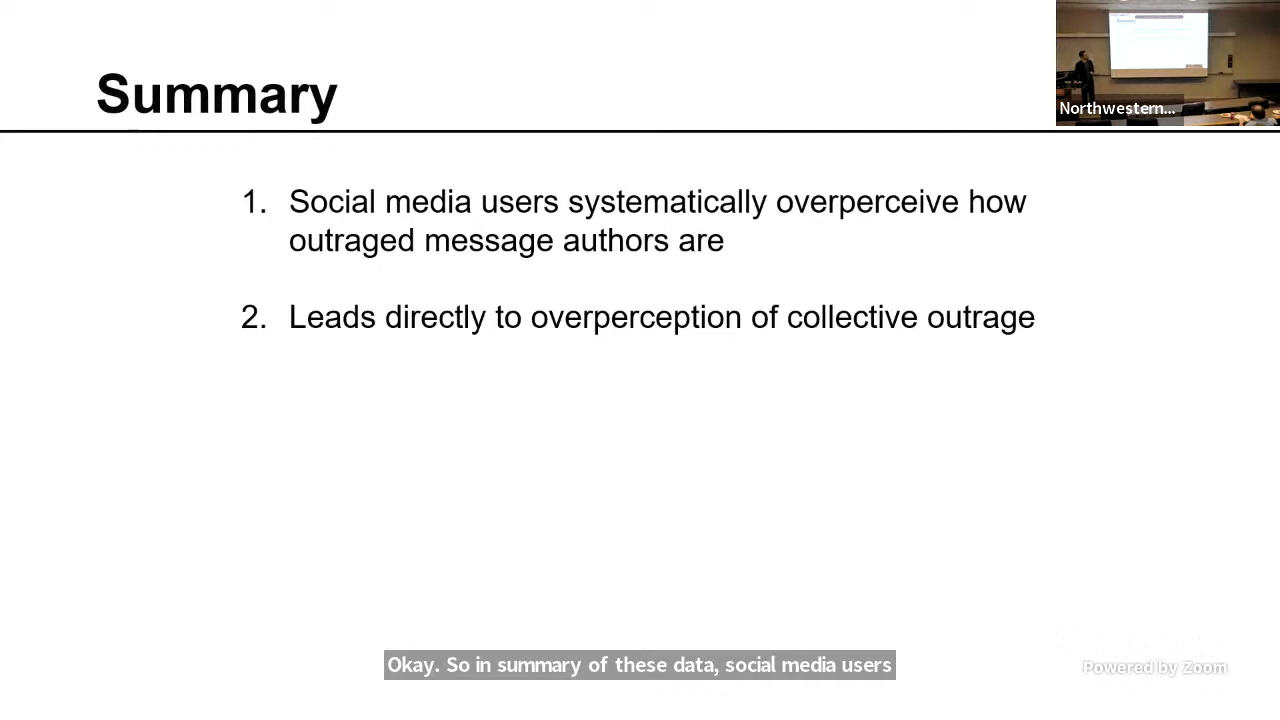 Summary
Northwestern...
1. Social media users systematically overperceive how
outraged message authors are
2. Leads directly to overperception of collective outrage
Okay. So in summary of these data, social media users
Powered by Zoom